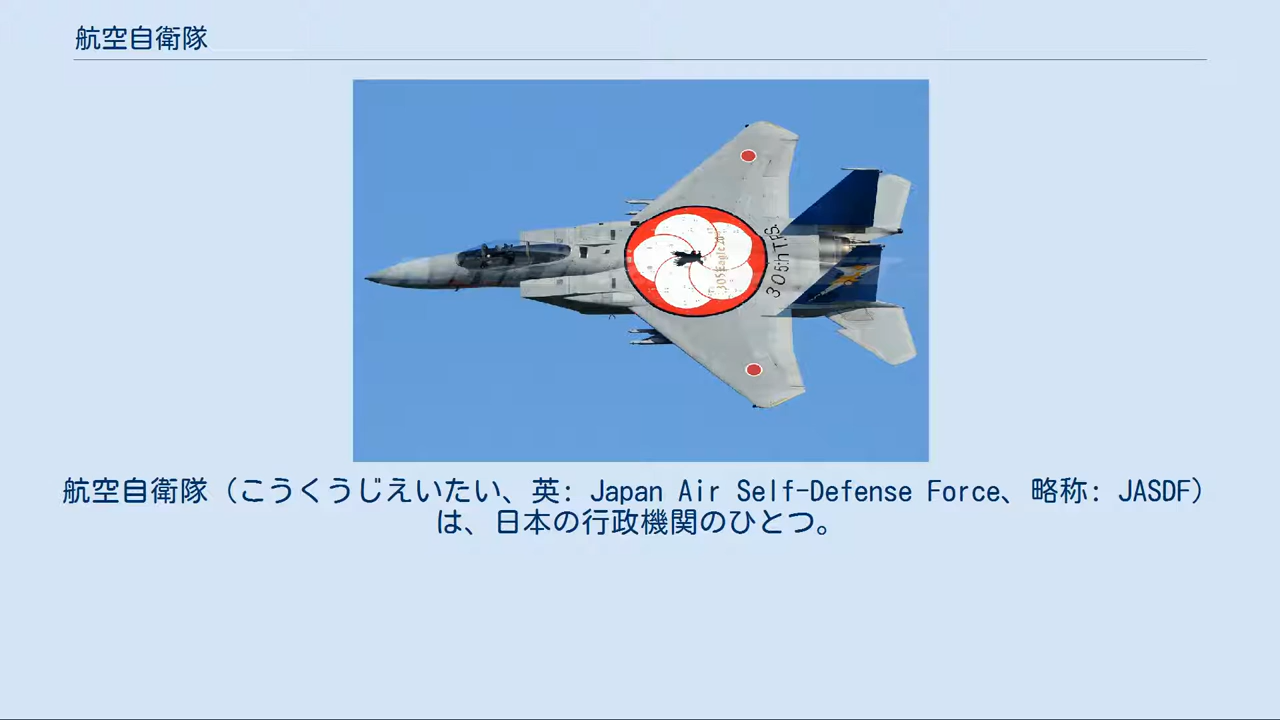 航空自衛隊
305th T.F.S.
航空自衛隊（こうくうじえいたい、英: Japan Air Self-Defense Force、略称: JASDF）
は、日本の行政機関のひとつ。